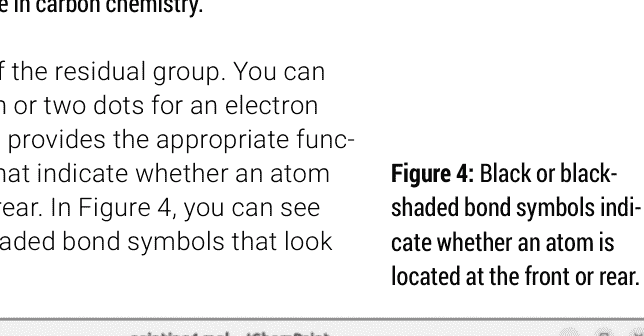 e in carbon chemistry.
f the residual group. You can
n or two dots for an electron
provides the appropriate func-
hat indicate whether an atom
rear. In Figure 4, you can see
haded bond symbols that look
Figure 4: Black or black-
shaded bond symbols indi-
cate whether an atom is
located at the front or rear.